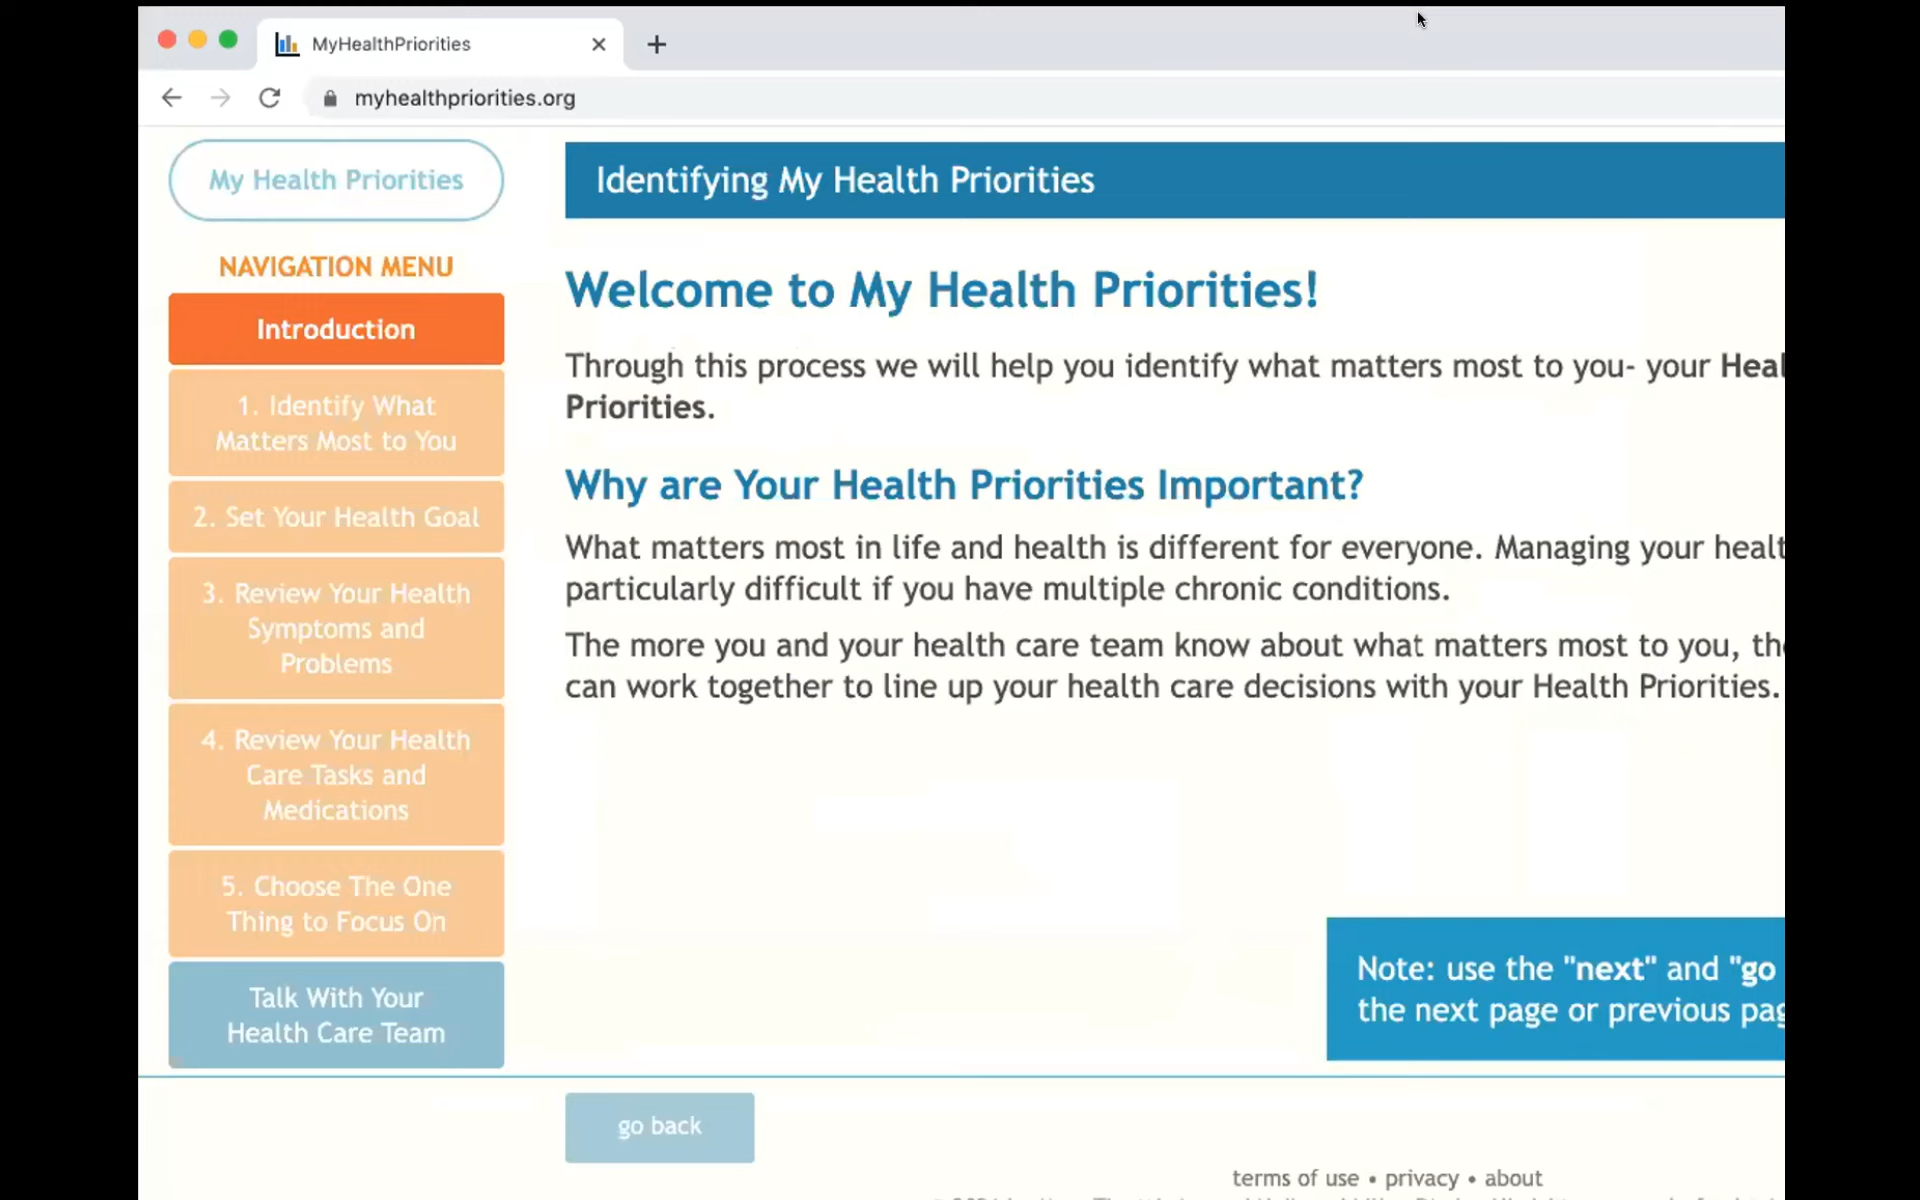 MyHealthPriorities
myhealthpriorities.org
My Health Priorities
NAVIGATION MENU
Introduction
1. Identify What
Matters Most to You
2. Set Your Health Goal
3. Review Your Health
Symptoms and
Problems
4. Review Your Health
Care Tasks and
Medications
5. Choose The One
Thing to Focus On
Talk With Your
Health Care Team
Identifying My Health Priorities
Welcome to My Health Priorities!
Through this process we will help you identify what matters most to you- your Heal
Priorities.
Why are Your Health Priorities Important?
What matters most in life and health is different for everyone. Managing your healt
particularly difficult if you have multiple chronic conditions.
The more you and your health care team know about what matters most to you, the
can work together to line up your health care decisions with your Health Priorities.
Note: use the "next" and "go
the next page or previous pag
go back
terms of use • privacy • about